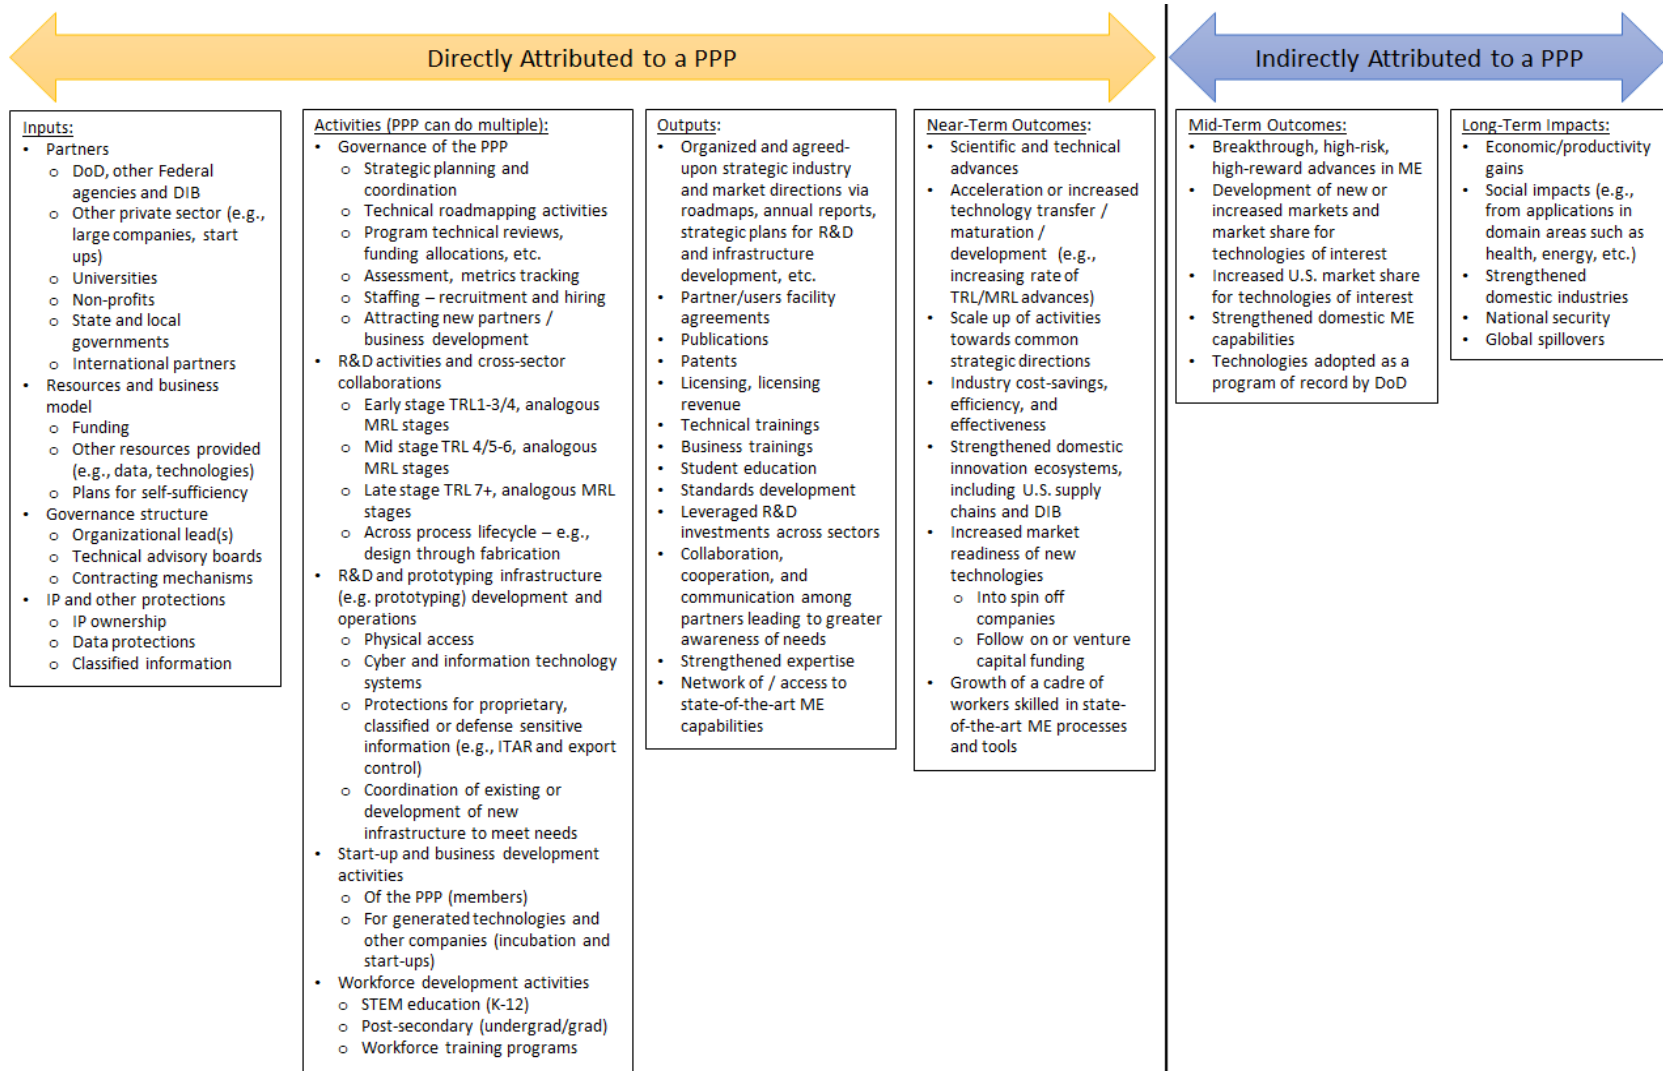 Directly Attributed to a PPP
Indirectly Attributed to a PPP
Inputs:
• Partners
o DoD, other Federal
agencies and DIB
o Other private sector (e.g.,
large companies, start
ups)
o Universities
o Non-profits
o State and local
governments
o International partners
• Resources and business
model
o Funding
o Other resources provided
(e.g., data, technologies)
o Plans for self-sufficiency
• Governance structure
o Organizational lead(s)
o Technical advisory boards
o Contracting mechanisms
• IP and other protections
o IP ownership
o Data protections
o Classified information
Activities (PPP can do multiple):
• Governance of the PPP
o Strategic planning and
coordination
o Technical roadmapping activities
o Program technical reviews,
funding allocations, etc.
o Assessment, metrics tracking
o Staffing – recruitment and hiring
o Attracting new partners /
business development
• R&D activities and cross-sector
collaborations
o Early stage TRL1-3/4, analogous
MRL stages
o Mid stage TRL 4/5-6, analogous
MRL stages
o Late stage TRL 7+, analogous MRL
stages
o Across process lifecycle – e.g.,
design through fabrication
• R&D and prototyping infrastructure
(e.g. prototyping) development and
operations
o Physical access
o Cyber and information technology
systems
o Protections for proprietary,
classified or defense sensitive
information (e.g., ITAR and export
control)
o Coordination of existing or
development of new
infrastructure to meet needs
• Start-up and business development
activities
o Of the PPP (members)
o For generated technologies and
other companies (incubation and
start-ups)
• Workforce development activities
o STEM education (K-12)
o Post-secondary (undergrad/grad)
o Workforce training programs
Outputs:
• Organized and agreed-
upon strategic industry
and market directions via
roadmaps, annual reports,
strategic plans for R&D
and infrastructure
development, etc.
• Partner/users facility
agreements
• Publications
• Patents
• Licensing, licensing
revenue
• Technical trainings
• Business trainings
• Student education
• Standards development
• Leveraged R&D
investments across sectors
• Collaboration,
cooperation, and
communication among
partners leading to greater
awareness of needs
• Strengthened expertise
• Network of / access to
state-of-the-art ME
capabilities
Near-Term Outcomes:
• Scientific and technical
advances
• Acceleration or increased
technology transfer /
maturation /
development (e.g.,
increasing rate of
TRL/MRL advances)
• Scale up of activities
towards common
strategic directions
• Industry cost-savings,
efficiency, and
effectiveness
• Strengthened domestic
innovation ecosystems,
including U.S. supply
chains and DIB
• Increased market
readiness of new
technologies
o Into spin off
companies
o Follow on or venture
capital funding
• Growth of a cadre of
workers skilled in state-
of-the-art ME processes
and tools
Mid-Term Outcomes:
• Breakthrough, high-risk,
high-reward advances in ME
• Development of new or
increased markets and
market share for
technologies of interest
• Increased U.S. market share
for technologies of interest
• Strengthened domestic ME
capabilities
• Technologies adopted as a
program of record by DoD
Long-Term Impacts:
• Economic/productivity
gains
• Social impacts (e.g.,
from applications in
domain areas such as
health, energy, etc.)
• Strengthened
domestic industries
• National security
• Global spillovers